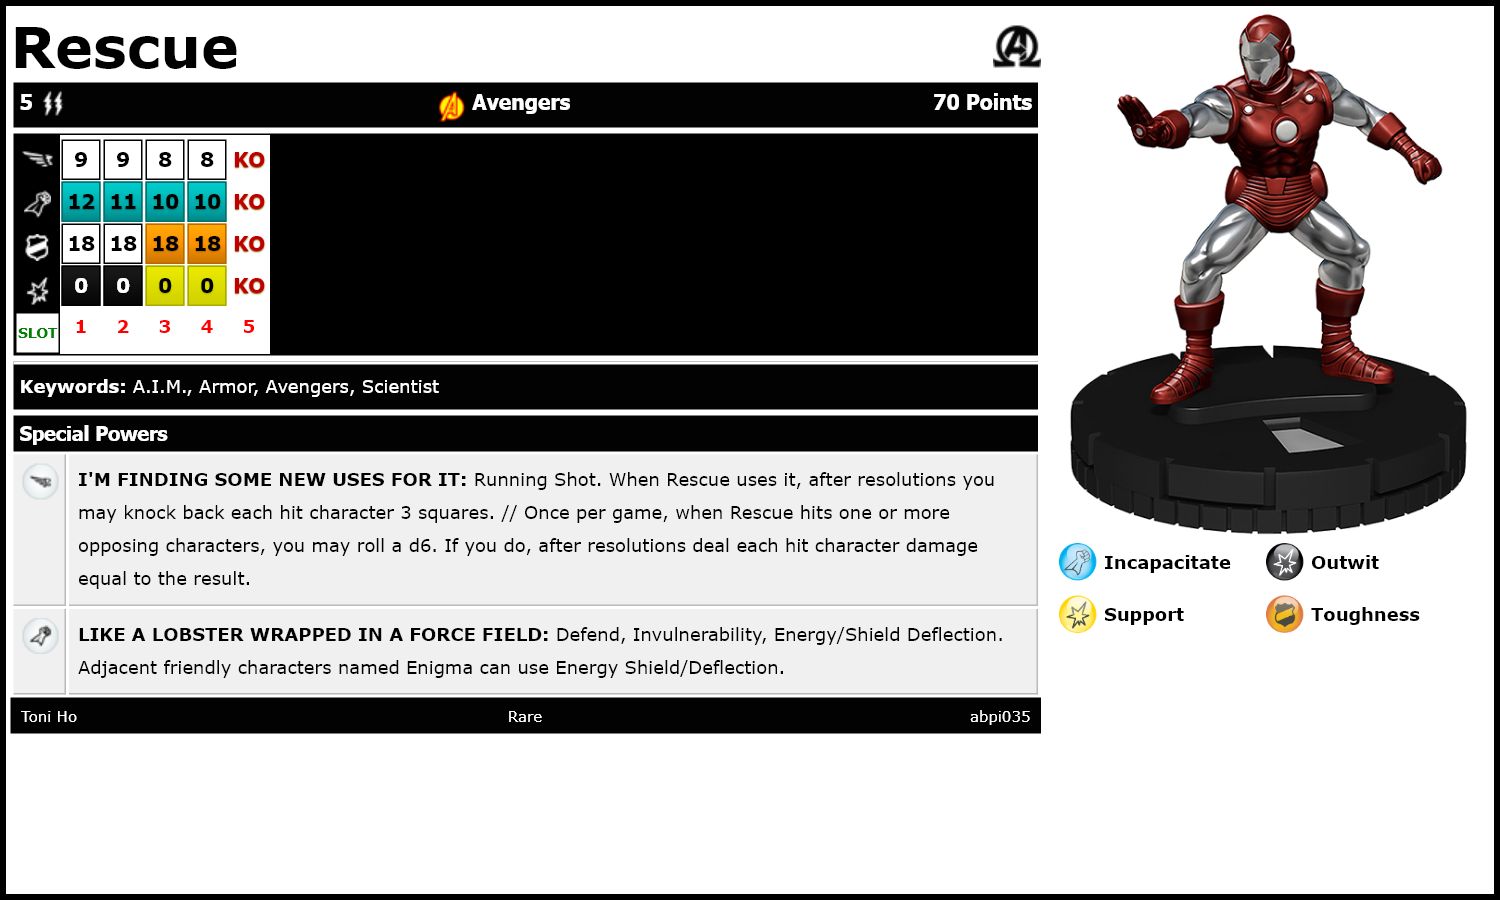 Rescue
5 Avengers 70 Points
9 9 8 8 KO
12 11 10 10 KO
18 18 18 18 KO
0 0 0 0 KO
SLOT 1 2 3 4 5
Keywords: A.I.M., Armor, Avengers, Scientist
Special Powers
I'M FINDING SOME NEW USES FOR IT: Running Shot. When Rescue uses it, after resolutions you
may knock back each hit character 3 squares. // Once per game, when Rescue hits one or more
opposing characters, you may roll a d6. If you do, after resolutions deal each hit character damage
equal to the result.
LIKE A LOBSTER WRAPPED IN A FORCE FIELD: Defend, Invulnerability, Energy/Shield Deflection.
Adjacent friendly characters named Enigma can use Energy Shield/Deflection.
Toni Ho Rare abpi035
Incapacitate Outwit
Support Toughness